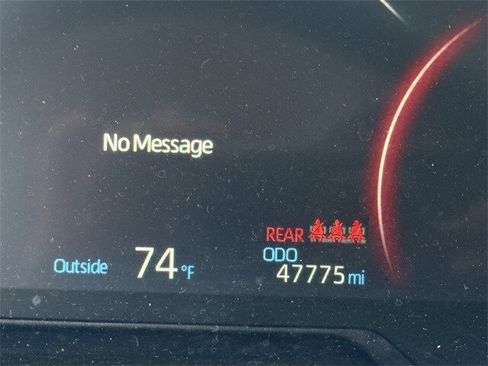 No Message
REAR
ODO
Outside 74 °F 47775 mi